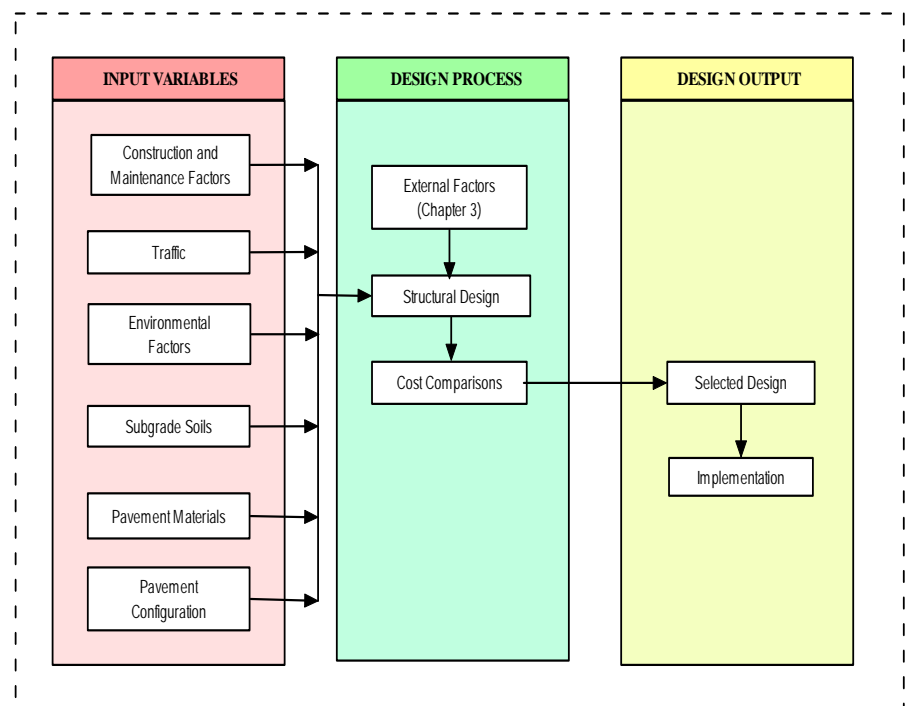 INPUT VARIABLES
Construction and
Maintenance Factors
Traffic
Environmental
Factors
Subgrade Soils
Pavement Materials
Pavement
Configuration
DESIGN PROCESS
External Factors
(Chapter 3)
Structural Design
Cost Comparisons
DESIGN OUTPUT
Selected Design
Implementation